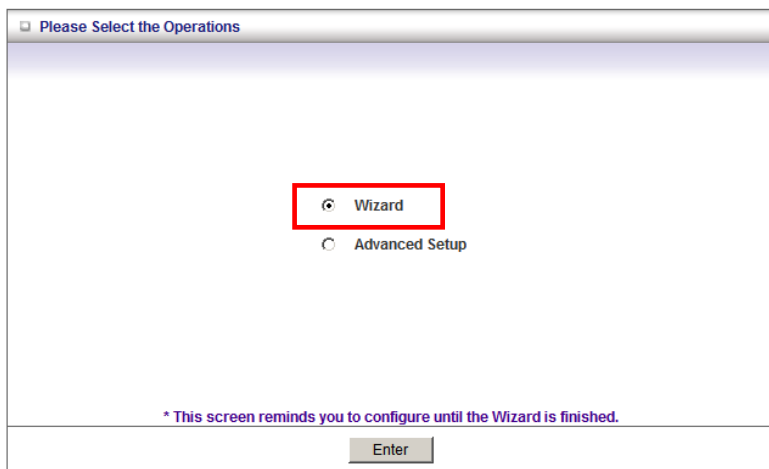 Please Select the Operations
Wizard
Advanced Setup
* This screen reminds you to configure until the Wizard is finished.
Enter